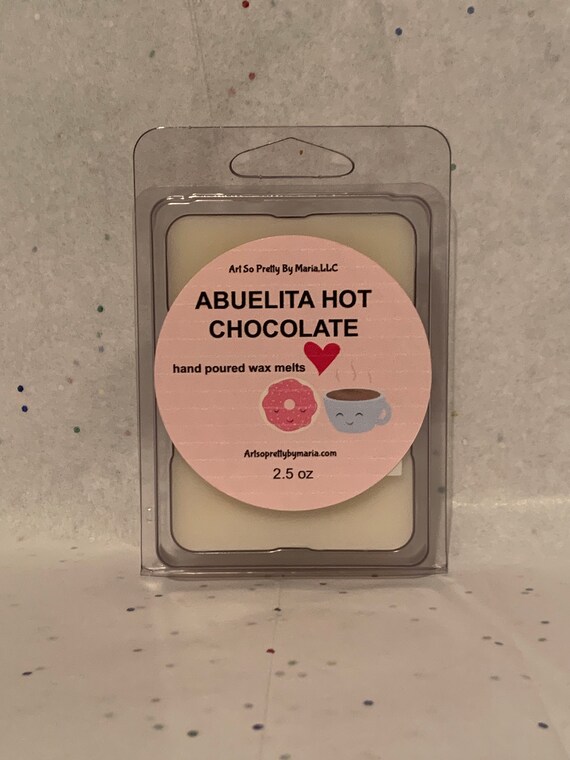 Art So Pretty By Maria,LLC
ABUELITA HOT
CHOCOLATE
hand poured wax melts
Artsoprettybymaria.com
2.5 oz